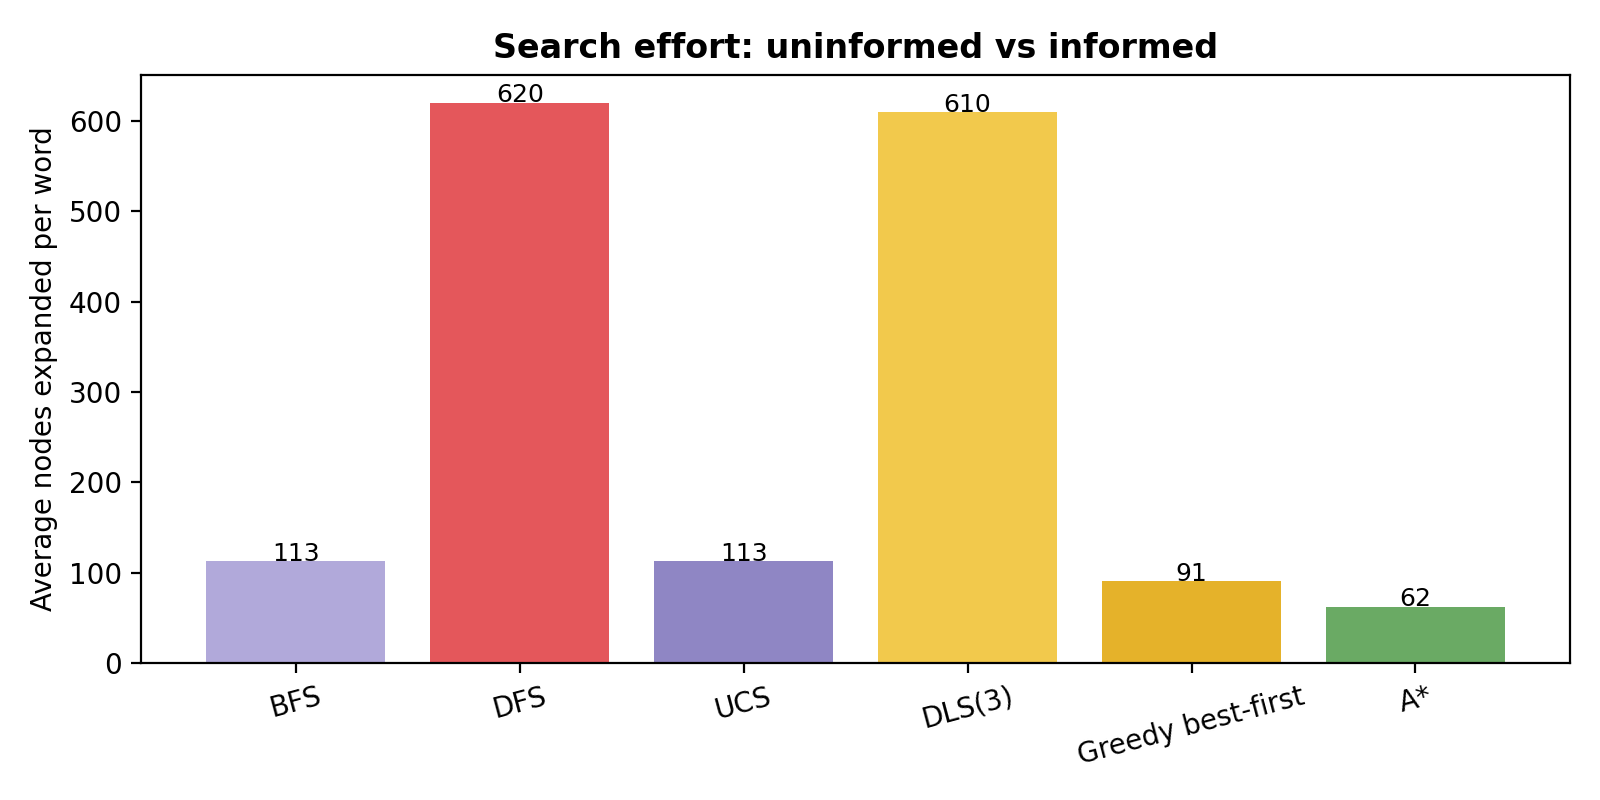 Search effort: uninformed vs informed
Average nodes expanded per word
600
500
400
300
200
100
0
113
620
113
610
91
62
BFS
DFS
UCS
DLS(3)
Greedy best-first
A*